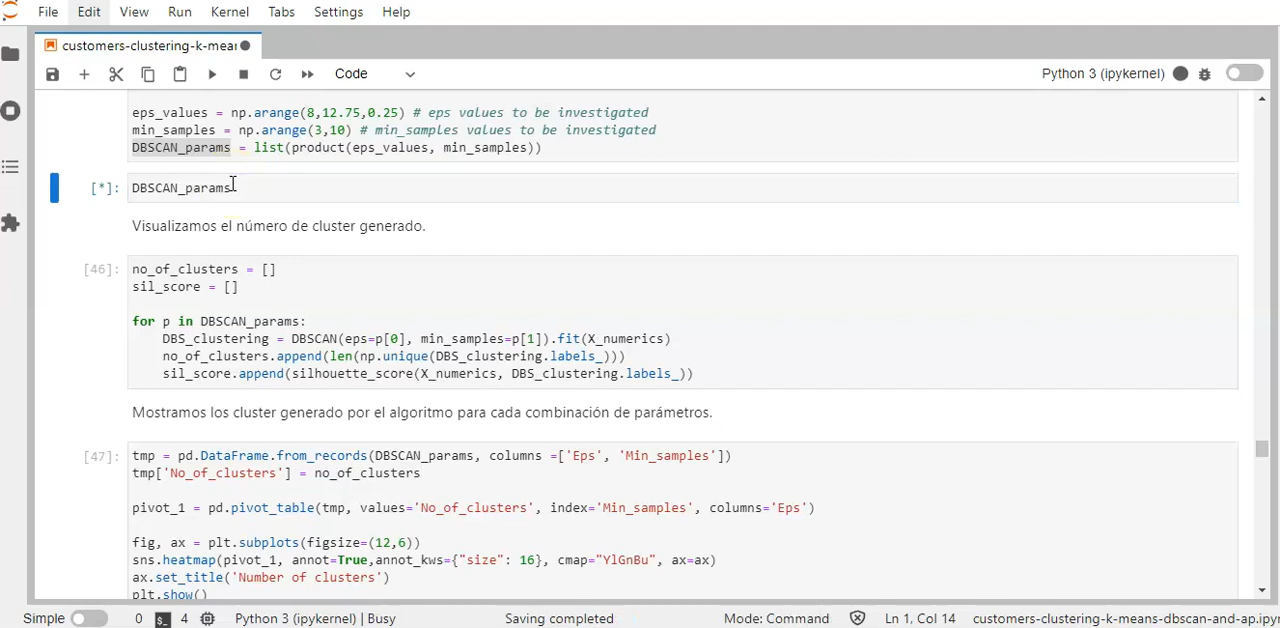 File Edit View Run Kernel Tabs Settings Help
customers-clustering-k-mea
Code Python 3 (ipykernel)
eps_values = np.arange(8,12.75,0.25) # eps values to be investigated
min_samples = np.arange(3,10) # min_samples values to be investigated
DBSCAN_params = list(product(eps_values, min_samples))
[*]: DBSCAN_params
Visualizamos el número de cluster generado.
[46]: no_of_clusters = []
sil_score = []
for p in DBSCAN_params:
DBS_clustering = DBSCAN(eps=p[0], min_samples=p[1]).fit(X_numerics)
no_of_clusters.append(len(np.unique(DBS_clustering.labels_)))
sil_score.append(silhouette_score(X_numerics, DBS_clustering.labels_))
Mostramos los cluster generado por el algoritmo para cada combinación de parámetros.
[47]: tmp = pd.DataFrame.from_records(DBSCAN_params, columns =['Eps', 'Min_samples'])
tmp['No_of_clusters'] = no_of_clusters
pivot_1 = pd.pivot_table(tmp, values='No_of_clusters', index='Min_samples', columns='Eps')
fig, ax = plt.subplots(figsize=(12,6))
sns.heatmap(pivot_1, annot=True,annot_kws={"size": 16}, cmap="YlGnBu", ax=ax)
ax.set_title('Number of clusters')
plt.show()
Simple 0 $_ 4 Python 3 (ipykernel) | Busy Saving completed Mode: Command Ln 1, Col 14 customers-clustering-k-means-dbscan-and-ap.ipyn